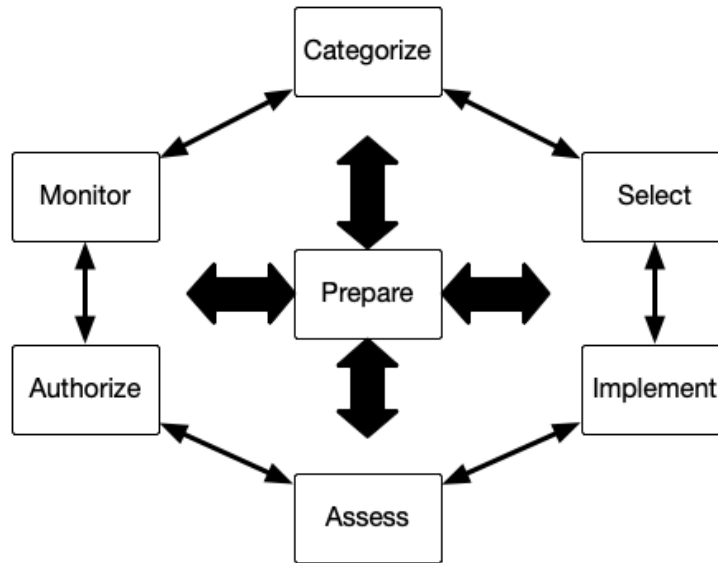 Categorize
Monitor
Select
Prepare
Authorize
Implement
Assess